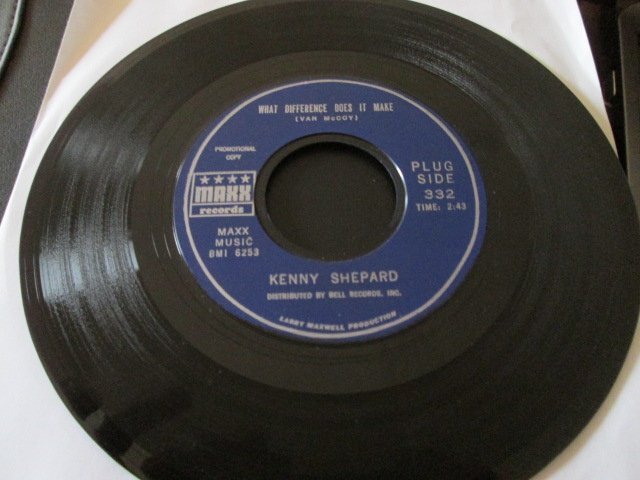 WHAT DIFFERENCE DOES IT MAKE
(VAN McCOY)
PROMOTIONAL
COPY
★★★★
MAXX
records
MAXX
MUSIC
BMI 6253
PLUG
SIDE
332
TIME: 2:43
KENNY SHEPARD
DISTRIBUTED BY BELL RECORDS, INC.
LARRY MAXWELL PRODUCTION